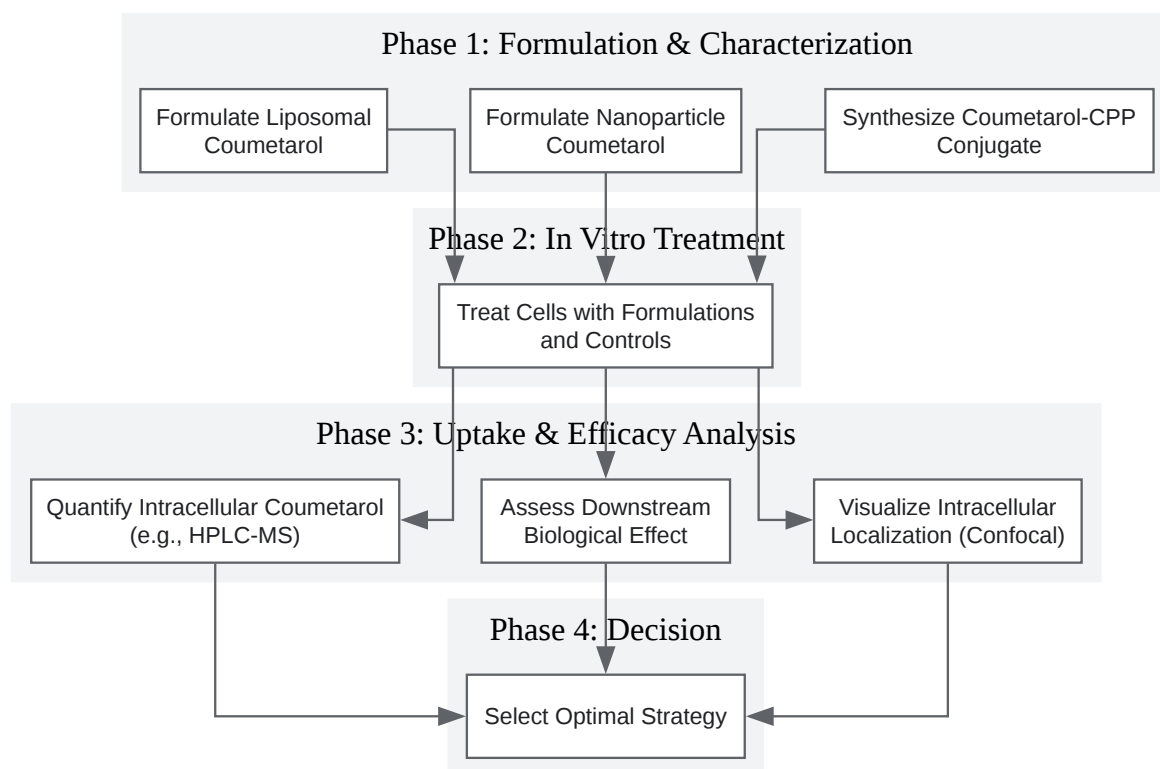 Phase 1: Formulation & Characterization
Formulate Liposomal
Coumetarol
Formulate Nanoparticle
Coumetarol
Synthesize Coumetarol-CPP
Conjugate
Phase 2: In Vitro Treatment
Treat Cells with Formulations
and Controls
Phase 3: Uptake & Efficacy Analysis
Quantify Intracellular Coumetarol
(e.g., HPLC-MS)
Assess Downstream
Biological Effect
Visualize Intracellular
Localization (Confocal)
Phase 4: Decision
Select Optimal Strategy